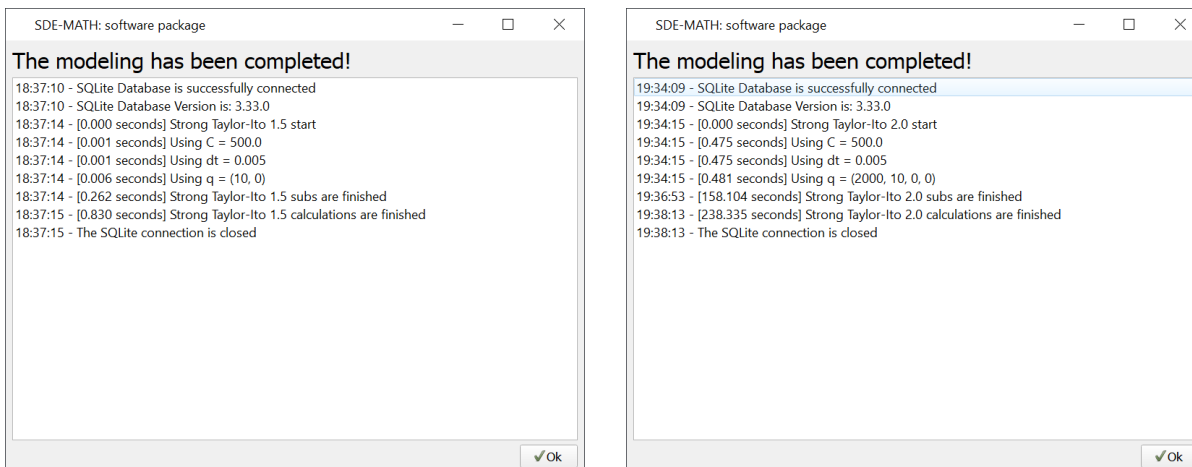 SDE-MATH: software package
The modeling has been completed!
18:37:10 - SQLite Database is successfully connected
18:37:10 - SQLite Database Version is: 3.33.0
18:37:14 - [0.000 seconds] Strong Taylor-Ito 1.5 start
18:37:14 - [0.001 seconds] Using C = 500.0
18:37:14 - [0.001 seconds] Using dt = 0.005
18:37:14 - [0.006 seconds] Using q = (10, 0)
18:37:14 - [0.262 seconds] Strong Taylor-Ito 1.5 subs are finished
18:37:15 - [0.830 seconds] Strong Taylor-Ito 1.5 calculations are finished
18:37:15 - The SQLite connection is closed
Ok
SDE-MATH: software package
The modeling has been completed!
19:34:09 - SQLite Database is successfully connected
19:34:09 - SQLite Database Version is: 3.33.0
19:34:15 - [0.000 seconds] Strong Taylor-Ito 2.0 start
19:34:15 - [0.475 seconds] Using C = 500.0
19:34:15 - [0.475 seconds] Using dt = 0.005
19:34:15 - [0.481 seconds] Using q = (2000, 10, 0, 0)
19:36:53 - [158.104 seconds] Strong Taylor-Ito 2.0 subs are finished
19:38:13 - [238.335 seconds] Strong Taylor-Ito 2.0 calculations are finished
19:38:13 - The SQLite connection is closed
Ok